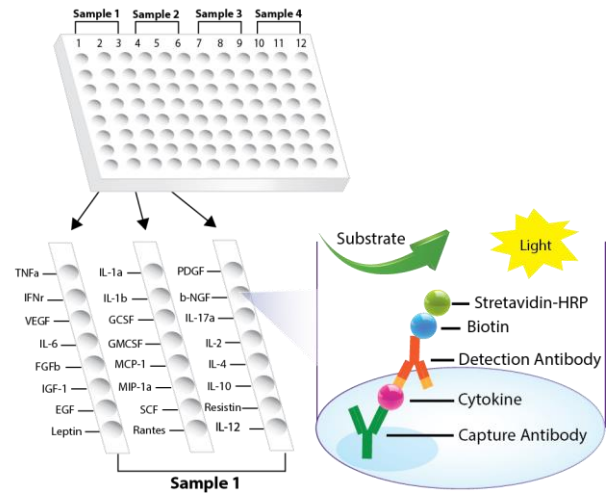 Sample 1 Sample 2 Sample 3 Sample 4
1 2 3 4 5 6 7 8 9 10 11 12
TNFa
IFNr
VEGF
IL-6
FGFb
IGF-1
EGF
Leptin
IL-1a
IL-1b
GCSF
GMCSF
MCP-1
MIP-1a
SCF
Rantes
PDGF
b-NGF
IL-17a
IL-2
IL-4
IL-10
Resistin
IL-12
Sample 1
Substrate
Light
Stretavidin-HRP
Biotin
Detection Antibody
Cytokine
Capture Antibody